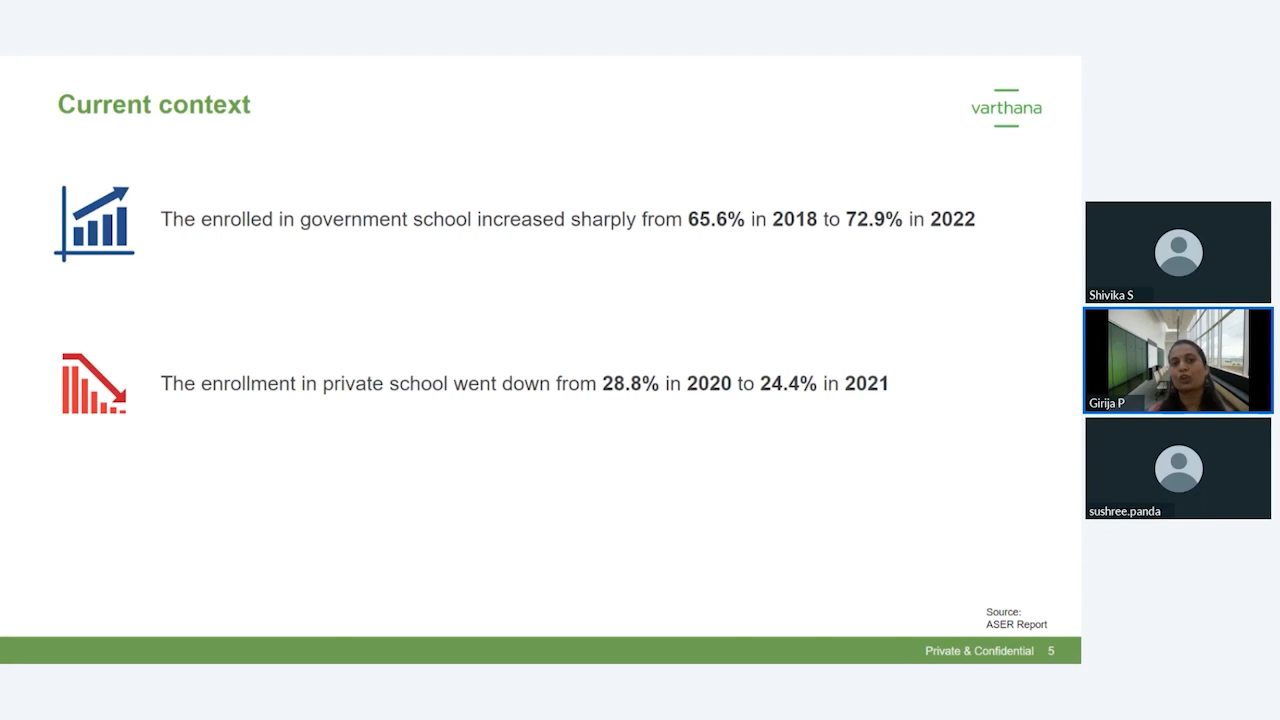 Current context
varthana
The enrolled in government school increased sharply from 65.6% in 2018 to 72.9% in 2022
The enrollment in private school went down from 28.8% in 2020 to 24.4% in 2021
Source:
ASER Report
Private & Confidential 5
Shivika S
Girija P
sushree.panda